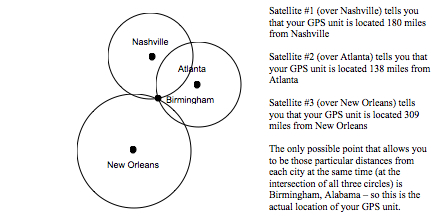 Nashville
Atlanta
Birmingham
New Orleans
Satellite #1 (over Nashville) tells you
that your GPS unit is located 180 miles
from Nashville
Satellite #2 (over Atlanta) tells you that
your GPS unit is located 138 miles from
Atlanta
Satellite #3 (over New Orleans) tells
you that your GPS unit is located 309
miles from New Orleans
The only possible point that allows you
to be those particular distances from
each city at the same time (at the
intersection of all three circles) is
Birmingham, Alabama – so this is the
actual location of your GPS unit.